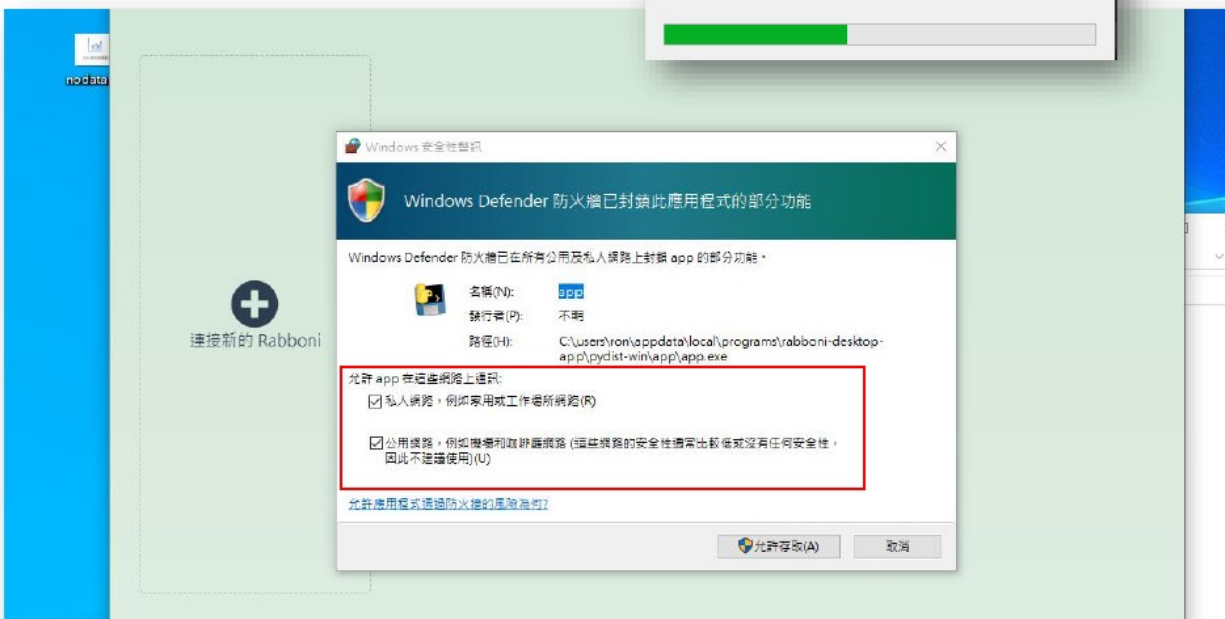 nodata
連接新的 Rabboni
Windows 安全性警訊
Windows Defender 防火牆已封鎖此應用程式的部分功能
Windows Defender 防火牆已在所有公用及私人網路上封鎖 app 的部分功能。
名稱(N): app
發行者(P): 不明
路徑(H): C:\users\ron\appdata\local\programs\rabboni-desktop-
app\pydist-win\app\app.exe
允許 app 在這些網路上通訊:
私人網路，例如家用或工作場所網路(R)
公用網路，例如機場和咖啡廳網路 (這些網路的安全性通常比較低或沒有任何安全性，
因此不建議使用)(U)
允許應用程式通過防火牆的風險為何?
允許存取(A) 取消